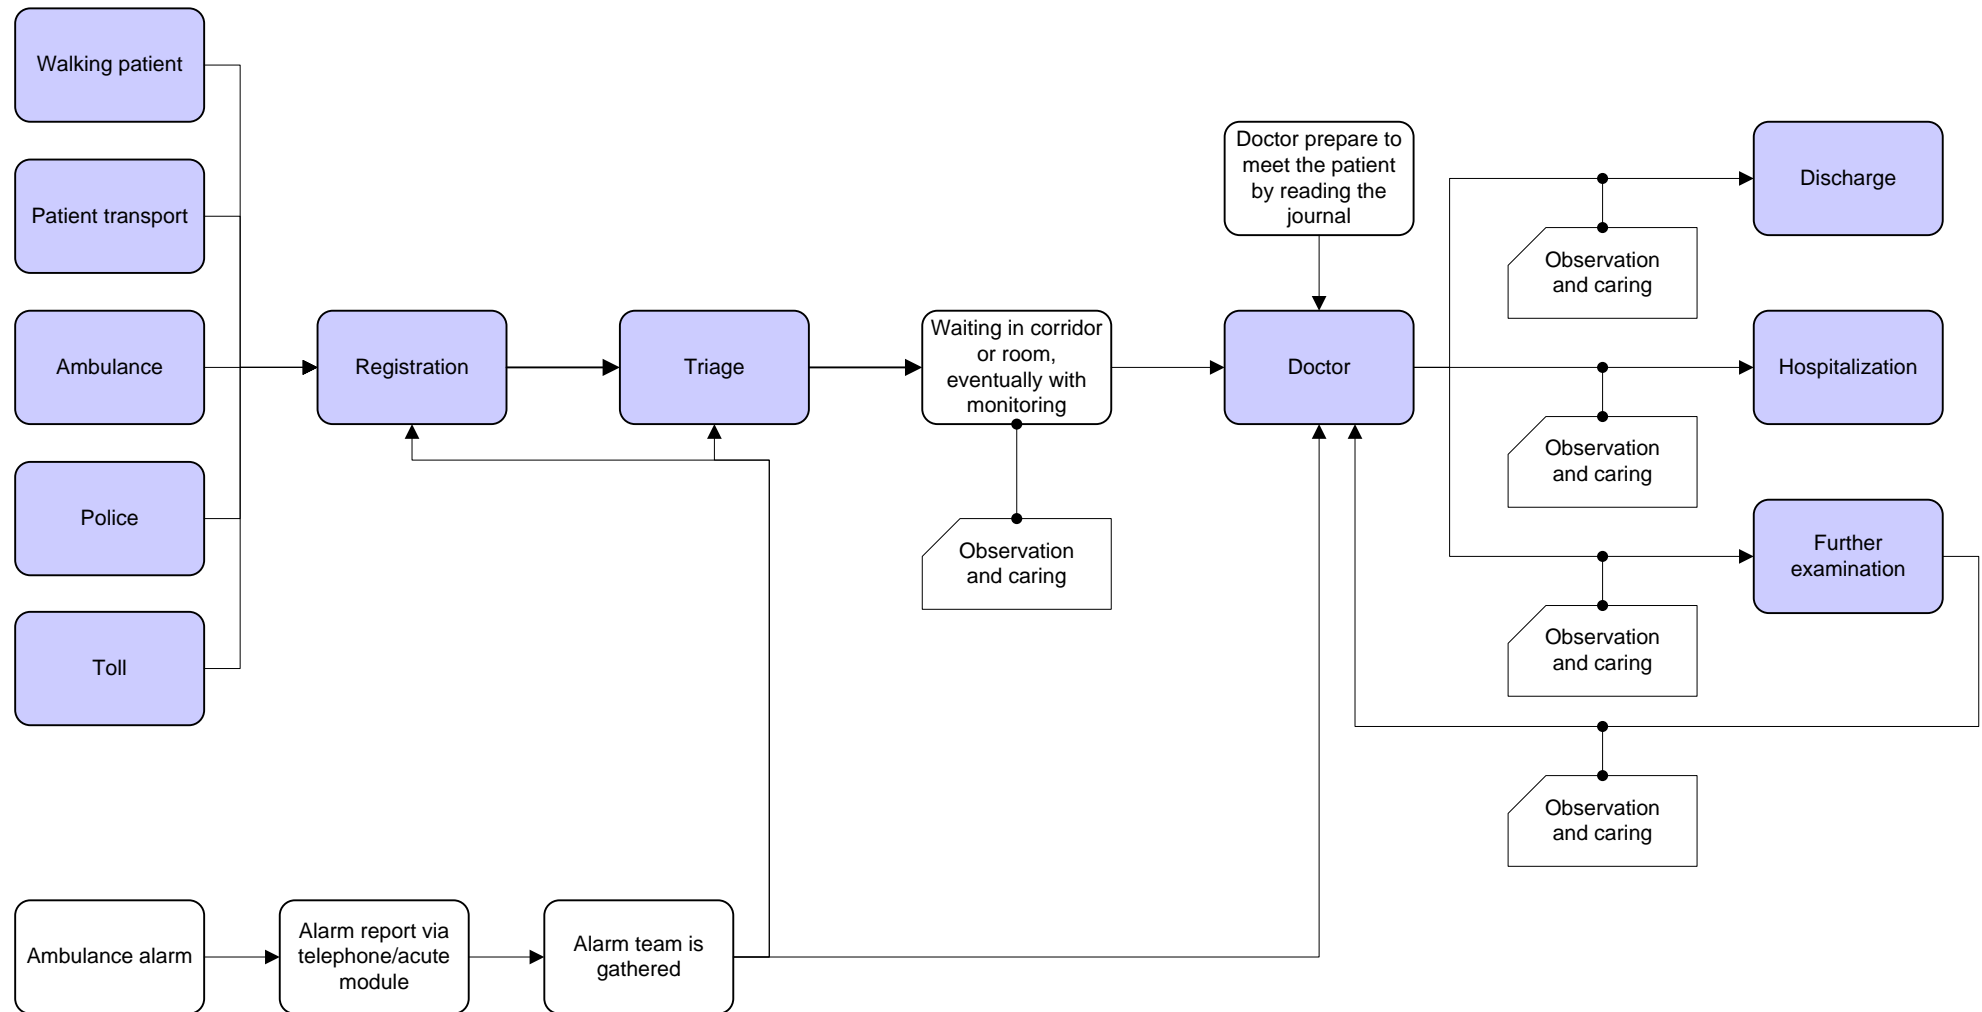 Walking patient
Patient transport
Ambulance
Police
Toll
Registration
Triage
Waiting in corridor
or room,
eventually with
monitoring
Observation
and caring
Doctor prepare to
meet the patient
by reading the
journal
Doctor
Discharge
Observation
and caring
Hospitalization
Observation
and caring
Further
examination
Observation
and caring
Observation
and caring
Ambulance alarm
Alarm report via
telephone/acute
module
Alarm team is
gathered